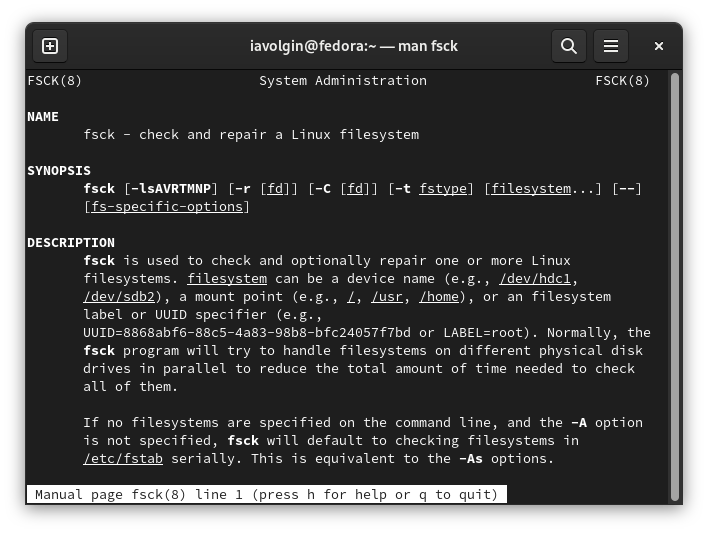 iavolgin@fedora:~ — man fsck
FSCK(8) System Administration FSCK(8)
NAME
fsck - check and repair a Linux filesystem
SYNOPSIS
fsck [-lsAVRTMNP] [-r [fd]] [-C [fd]] [-t fstype] [filesystem...] [--]
[fs-specific-options]
DESCRIPTION
fsck is used to check and optionally repair one or more Linux
filesystems. filesystem can be a device name (e.g., /dev/hdc1,
/dev/sdb2), a mount point (e.g., /, /usr, /home), or an filesystem
label or UUID specifier (e.g.,
UUID=8868abf6-88c5-4a83-98b8-bfc24057f7bd or LABEL=root). Normally, the
fsck program will try to handle filesystems on different physical disk
drives in parallel to reduce the total amount of time needed to check
all of them.
If no filesystems are specified on the command line, and the -A option
is not specified, fsck will default to checking filesystems in
/etc/fstab serially. This is equivalent to the -As options.
Manual page fsck(8) line 1 (press h for help or q to quit)